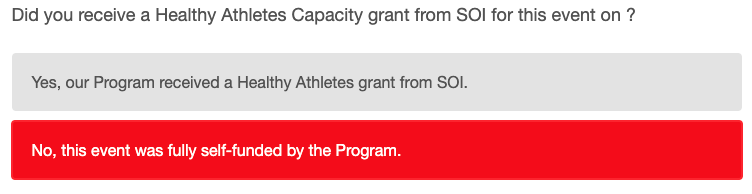 Did you receive a Healthy Athletes Capacity grant from SOI for this event on ?
Yes, our Program received a Healthy Athletes grant from SOI.
No, this event was fully self-funded by the Program.